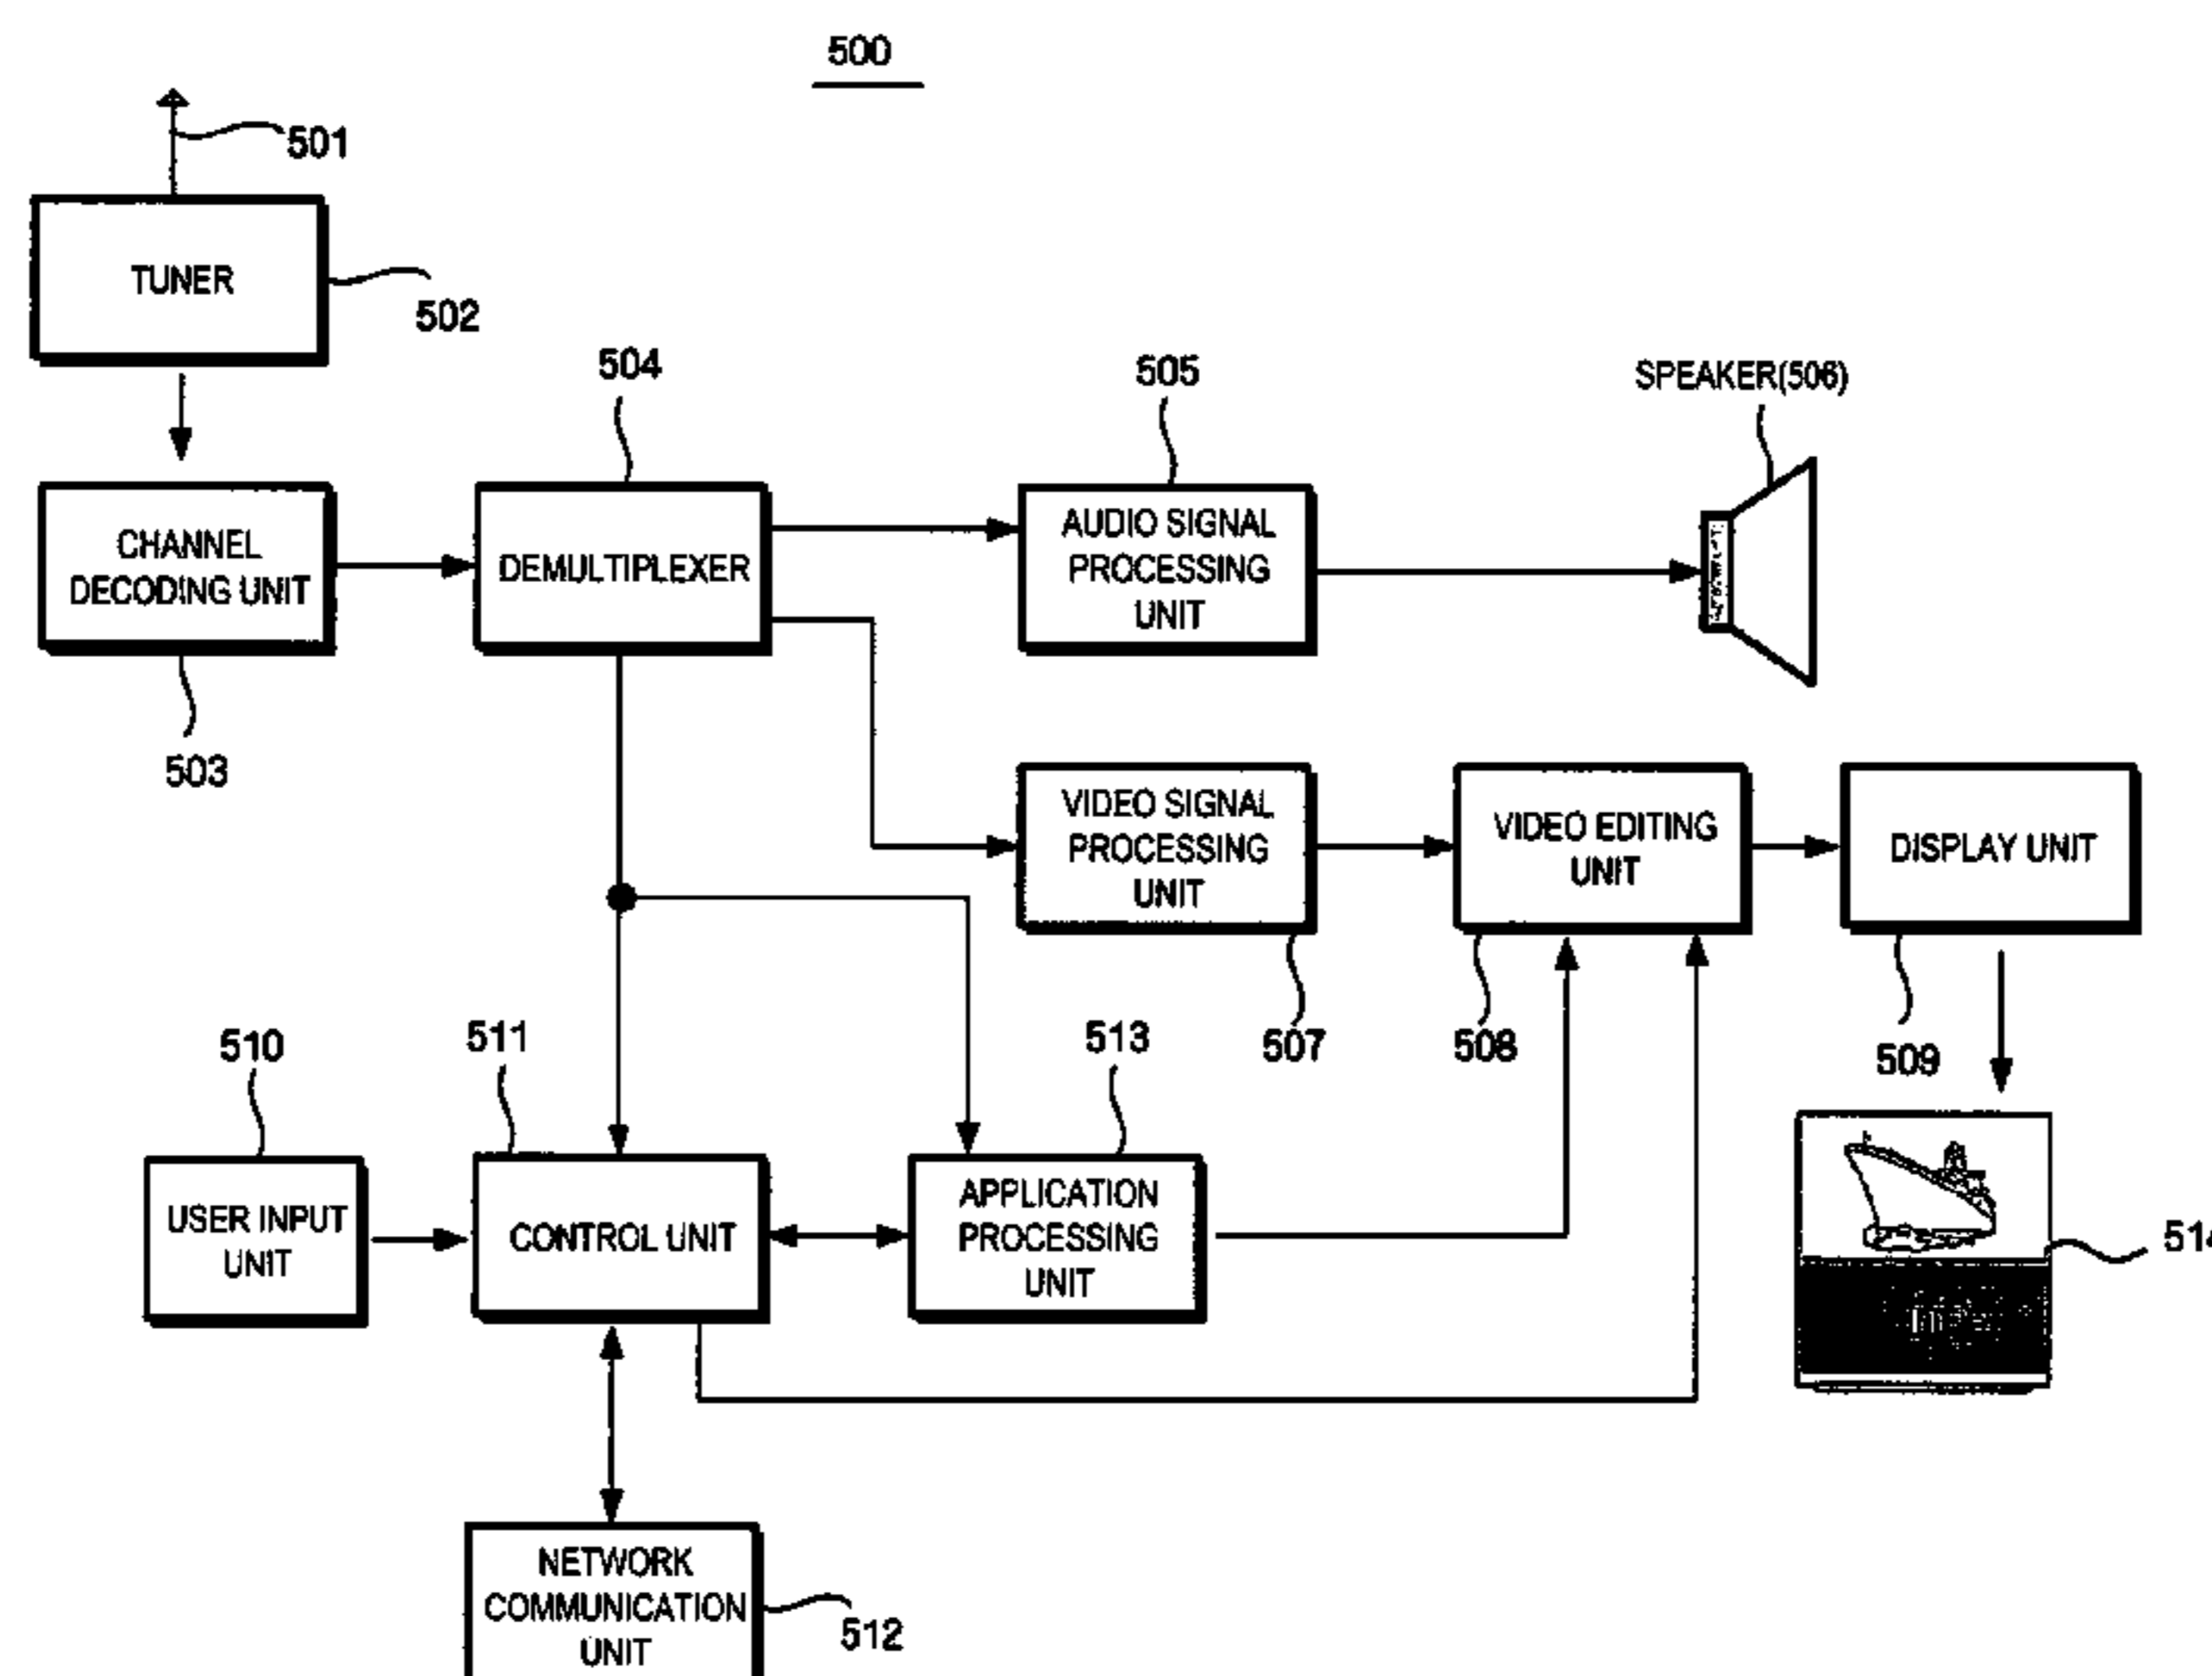 500
501
TUNER
502
504
505
SPEAKER(506)
CHANNEL
DECODING UNIT
DEMULTIPLEXER
AUDIO SIGNAL
PROCESSING
UNIT
503
VIDEO SIGNAL
PROCESSING
UNIT
VIDEO EDITING
UNIT
DISPLAY UNIT
507
508
509
510
511
513
USER INPUT
UNIT
CONTROL UNIT
APPLICATION
PROCESSING
UNIT
NETWORK
COMMUNICATION
UNIT
512